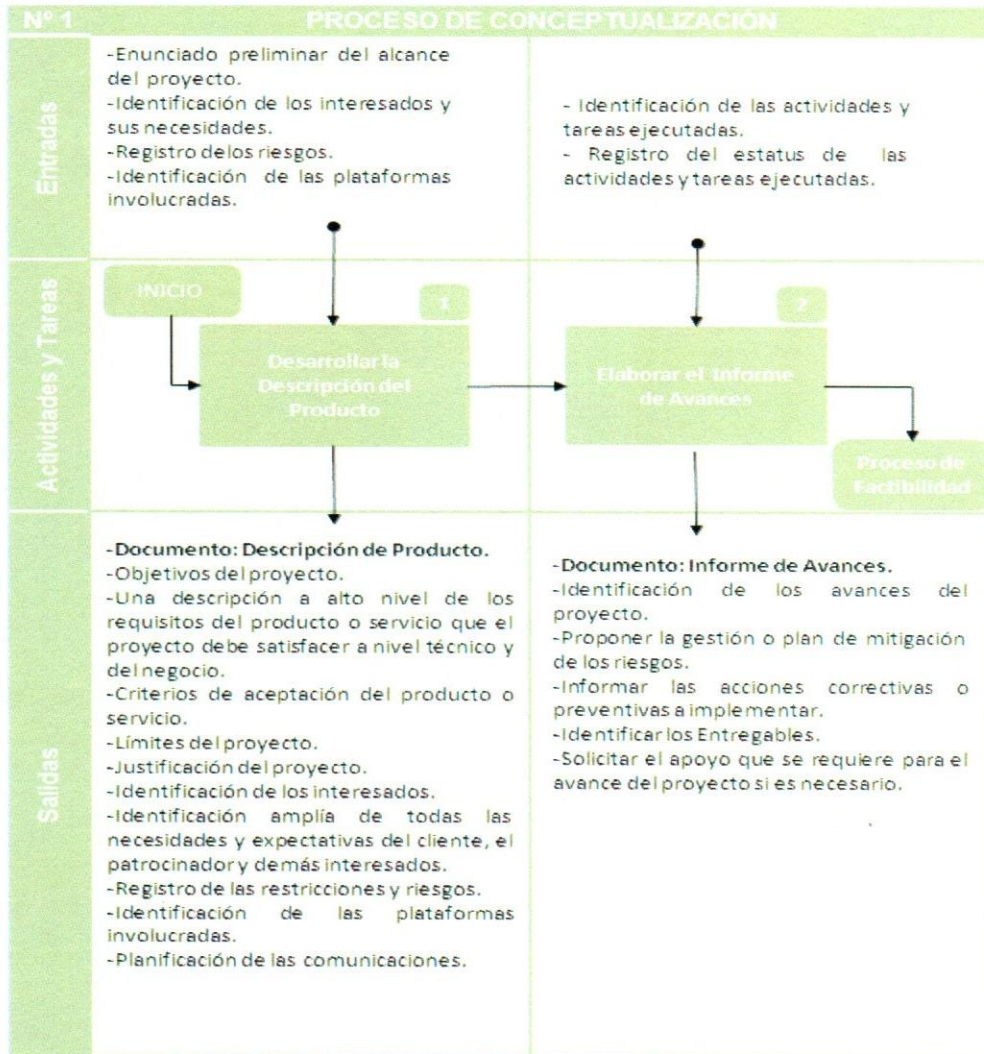 Nº 1
PROCESO DE CONCEPTUALIZACIÓN
Entradas
-Enunciado preliminar del alcance
del proyecto.
-Identificación de los interesados y
sus necesidades.
-Registro delos riesgos.
-Identificación de las plataformas
involucradas.
- Identificación de las actividades y
tareas ejecutadas.
- Registro del estatus de las
actividades y tareas ejecutadas.
Actividades y Tareas
INICIO
1
Desarrollar la
Descripción del
Producto
2
Elaborar el Informe
de Avances
Proceso de
Factibilidad
Salidas
-Documento: Descripción de Producto.
-Objetivos del proyecto.
-Una descripción a alto nivel de los
requisitos del producto o servicio que el
proyecto debe satisfacer a nivel técnico y
del negocio.
-Criterios de aceptación del producto o
servicio.
-Límites del proyecto.
-Justificación del proyecto.
-Identificación de los interesados.
-Identificación amplía de todas las
necesidades y expectativas del cliente, el
patrocinador y demás interesados.
-Registro de las restricciones y riesgos.
-Identificación de las plataformas
involucradas.
-Planificación de las comunicaciones.
-Documento: Informe de Avances.
-Identificación de los avances del
proyecto.
-Proponer la gestión o plan de mitigación
de los riesgos.
-Informar las acciones correctivas o
preventivas a implementar.
-Identificar los Entregables.
-Solicitar el apoyo que se requiere para el
avance del proyecto si es necesario.